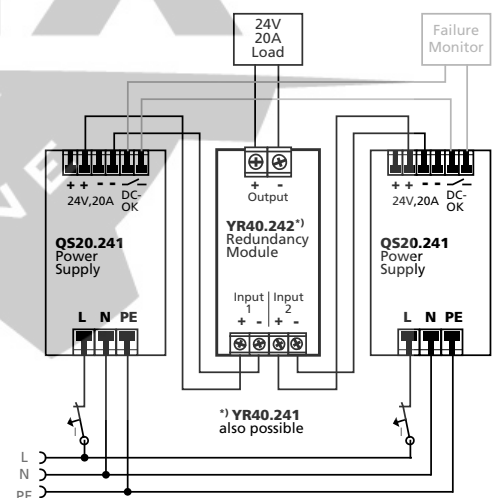 24V
20A
Load
Failure
Monitor
+ + - - DC-
24V,20A OK
QS20.241
Power
Supply
L N PE
+ -
Output
YR40.242*)
Redundancy
Module
Input Input
1 2
+ - + -
*) YR40.241
also possible
+ + - - DC-
24V,20A OK
QS20.241
Power
Supply
L N PE
L
N
PE